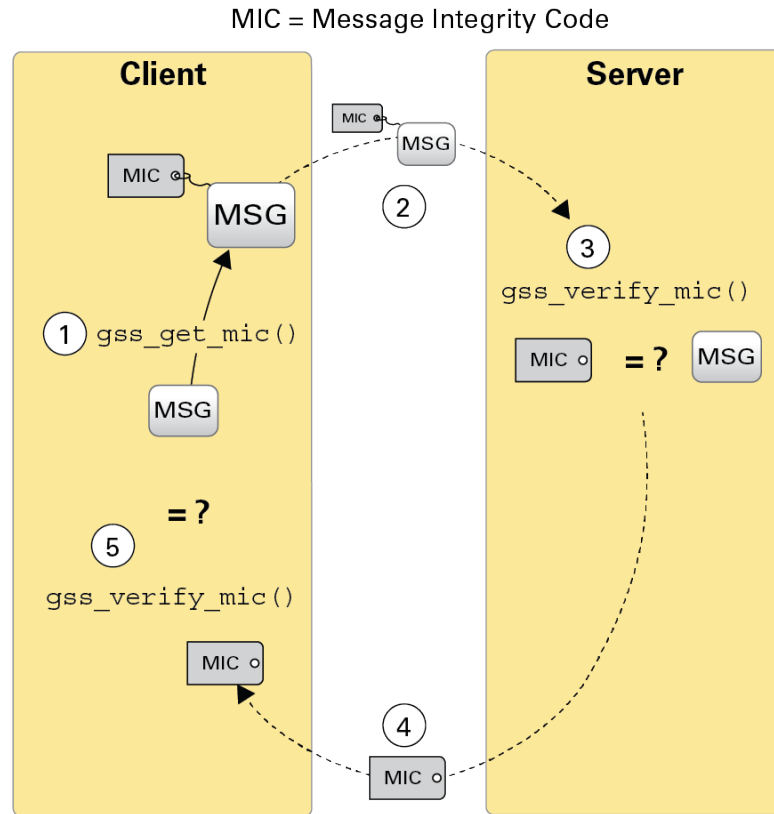 MIC = Message Integrity Code
Client
Server
MIC
MSG
MIC
MSG
2
3
gss_verify_mic()
MIC
= ?
MSG
1
gss_get_mic()
MSG
= ?
5
gss_verify_mic()
MIC
4
MIC